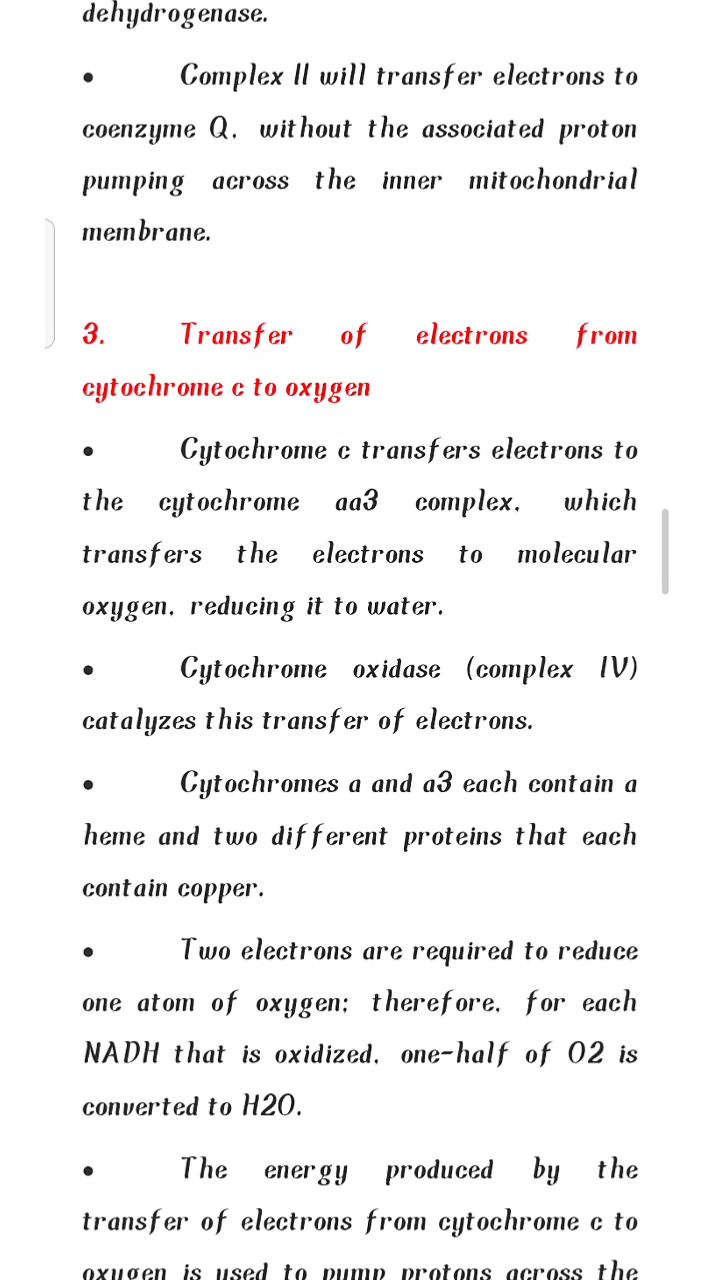 dehydrogenase.
• Complex II will transfer electrons to
coenzyme Q, without the associated proton
pumping across the inner mitochondrial
membrane.
3. Transfer of electrons from
cytochrome c to oxygen
• Cytochrome c transfers electrons to
the cytochrome aa3 complex, which
transfers the electrons to molecular
oxygen, reducing it to water.
• Cytochrome oxidase (complex IV)
catalyzes this transfer of electrons.
• Cytochromes a and a3 each contain a
heme and two different proteins that each
contain copper.
• Two electrons are required to reduce
one atom of oxygen; therefore, for each
NADH that is oxidized, one-half of O2 is
converted to H2O.
• The energy produced by the
transfer of electrons from cytochrome c to
oxygen is used to pump protons across the